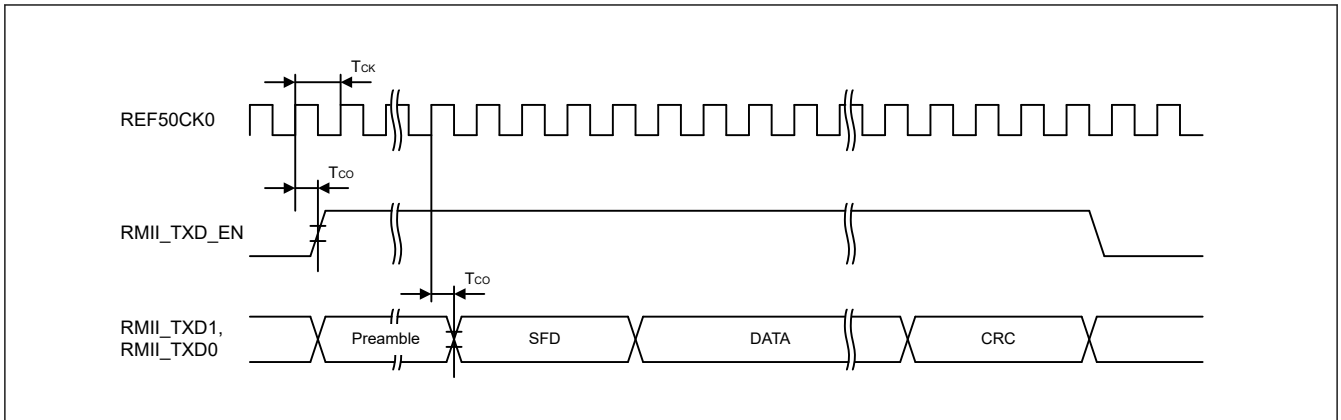 TCK
REF50CK0
TCO
RMII_TXD_EN
TCO
RMII_TXD1,
RMII_TXD0
Preamble
SFD
DATA
CRC